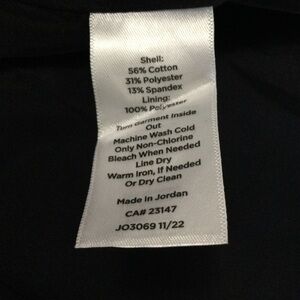 Shell:
56% Cotton
31% Polyester
13% Spandex
Lining:
100% Polyester
Turn Garment Inside
Out
Machine Wash Cold
Only Non-Chlorine
Bleach When Needed
Line Dry
Warm Iron, If Needed
Or Dry Clean
Made in Jordan
CA# 23147
JO3069 11/22